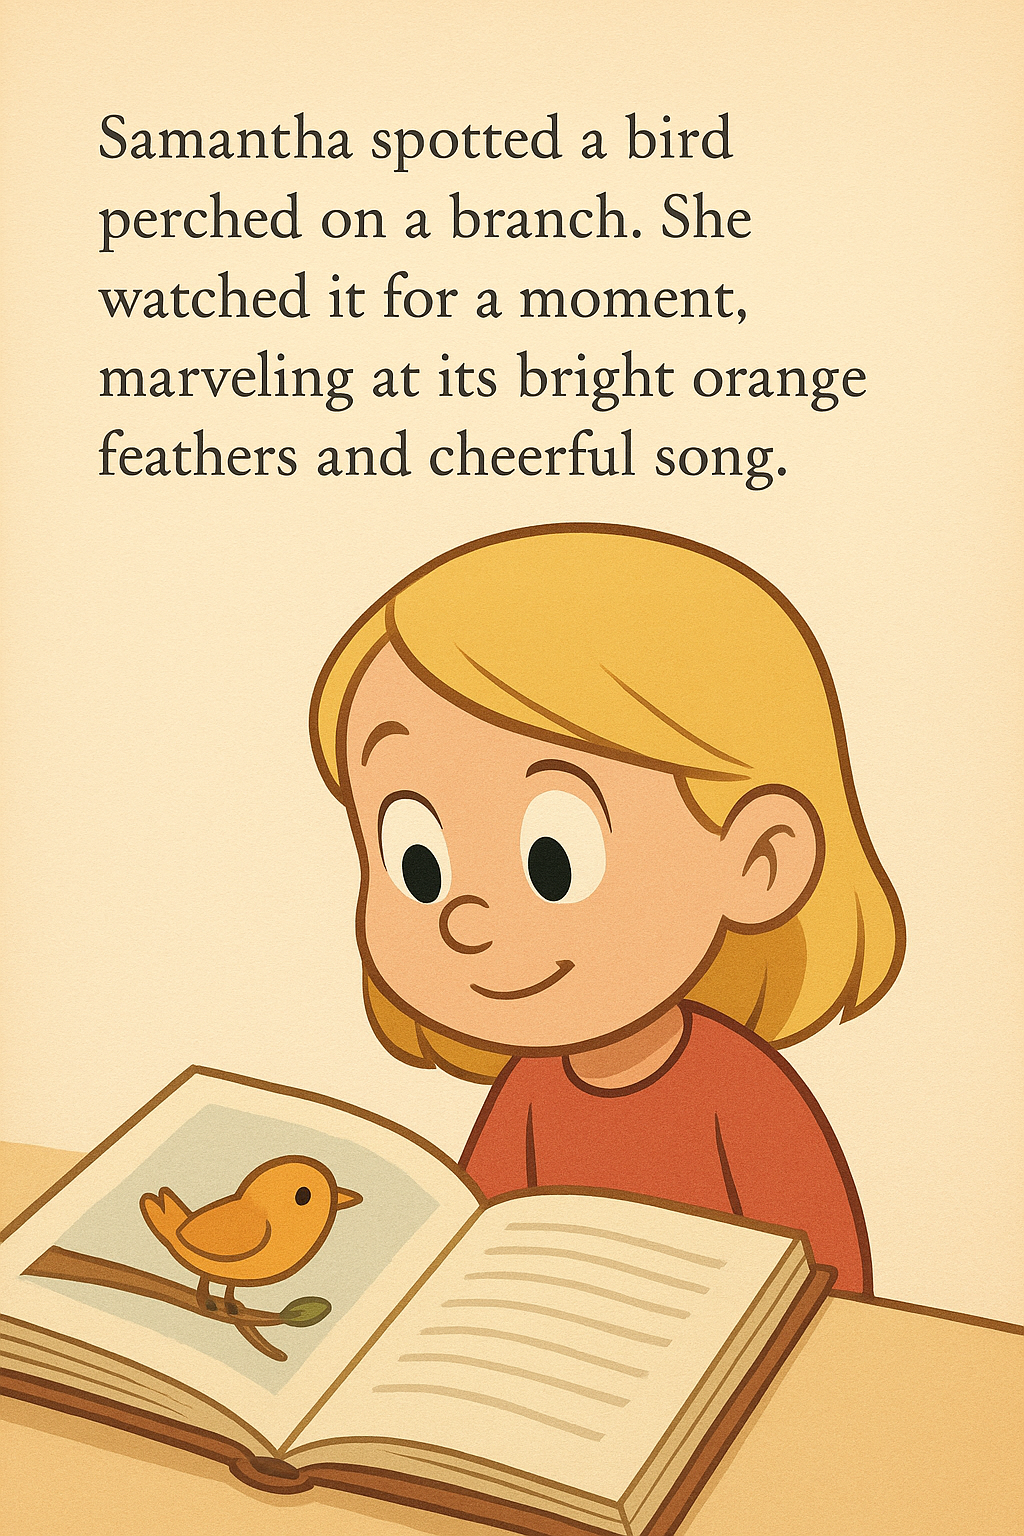 Samantha spotted a bird
perched on a branch. She
watched it for a moment,
marveling at its bright orange
feathers and cheerful song.